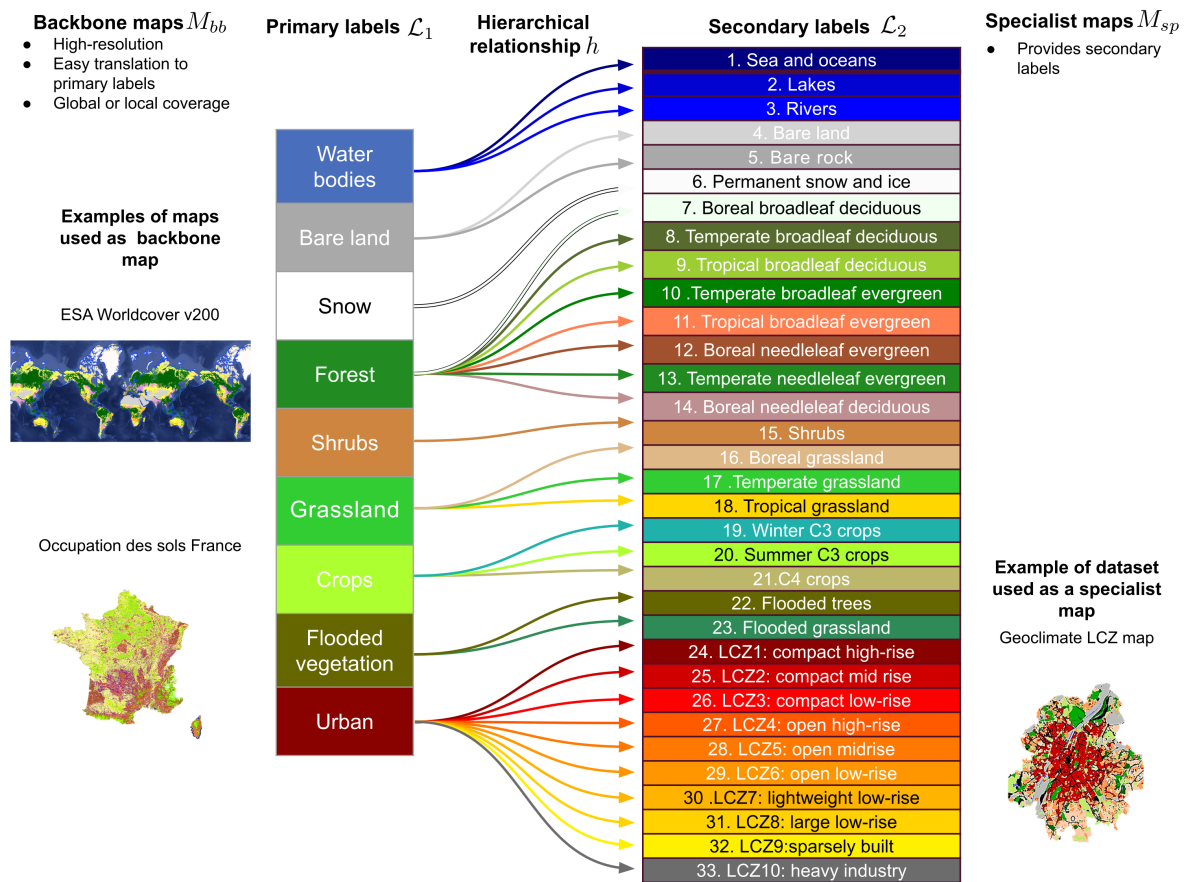 Backbone maps M_bb
● High-resolution
● Easy translation to
primary labels
● Global or local coverage
Examples of maps
used as backbone
map
ESA Worldcover v200
Occupation des sols France
Primary labels ℒ_1
Water
bodies
Bare land
Snow
Forest
Shrubs
Grassland
Crops
Flooded
vegetation
Urban
Hierarchical
relationship h
Secondary labels ℒ_2
1. Sea and oceans
2. Lakes
3. Rivers
4. Bare land
5. Bare rock
6. Permanent snow and ice
7. Boreal broadleaf deciduous
8. Temperate broadleaf deciduous
9. Tropical broadleaf deciduous
10 .Temperate broadleaf evergreen
11. Tropical broadleaf evergreen
12. Boreal needleleaf evergreen
13. Temperate needleleaf evergreen
14. Boreal needleleaf deciduous
15. Shrubs
16. Boreal grassland
17 .Temperate grassland
18. Tropical grassland
19. Winter C3 crops
20. Summer C3 crops
21.C4 crops
22. Flooded trees
23. Flooded grassland
24. LCZ1: compact high-rise
25. LCZ2: compact mid rise
26. LCZ3: compact low-rise
27. LCZ4: open high-rise
28. LCZ5: open midrise
29. LCZ6: open low-rise
30 .LCZ7: lightweight low-rise
31. LCZ8: large low-rise
32. LCZ9:sparsely built
33. LCZ10: heavy industry
Specialist maps M_sp
● Provides secondary
labels
Example of dataset
used as a specialist
map
Geoclimate LCZ map